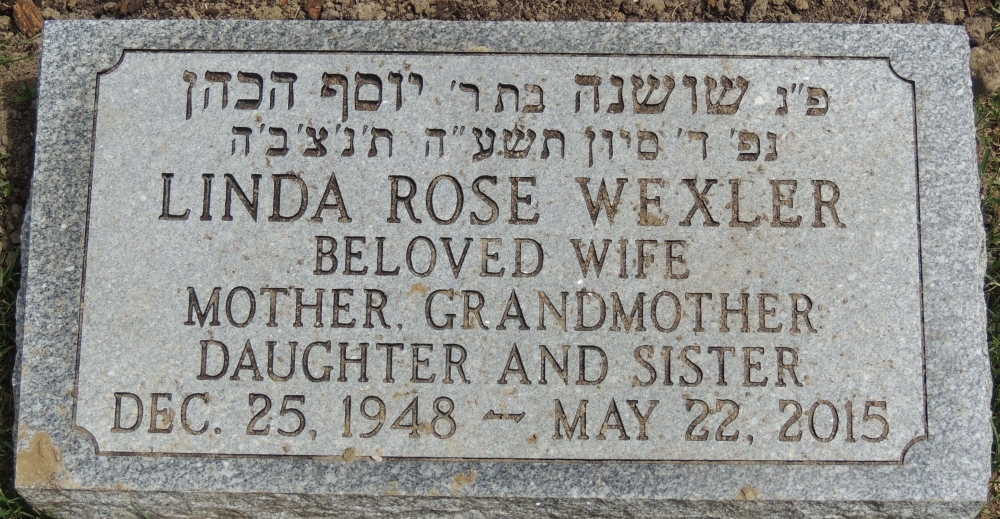 פ"נ שושנה בת ר' יוסף הכהן
נפ' ד' סיון תשע"ה ת'נ'צ'ב'ה
LINDA ROSE WEXLER
BELOVED WIFE
MOTHER, GRANDMOTHER
DAUGHTER AND SISTER
DEC. 25, 1948 ~ MAY 22, 2015